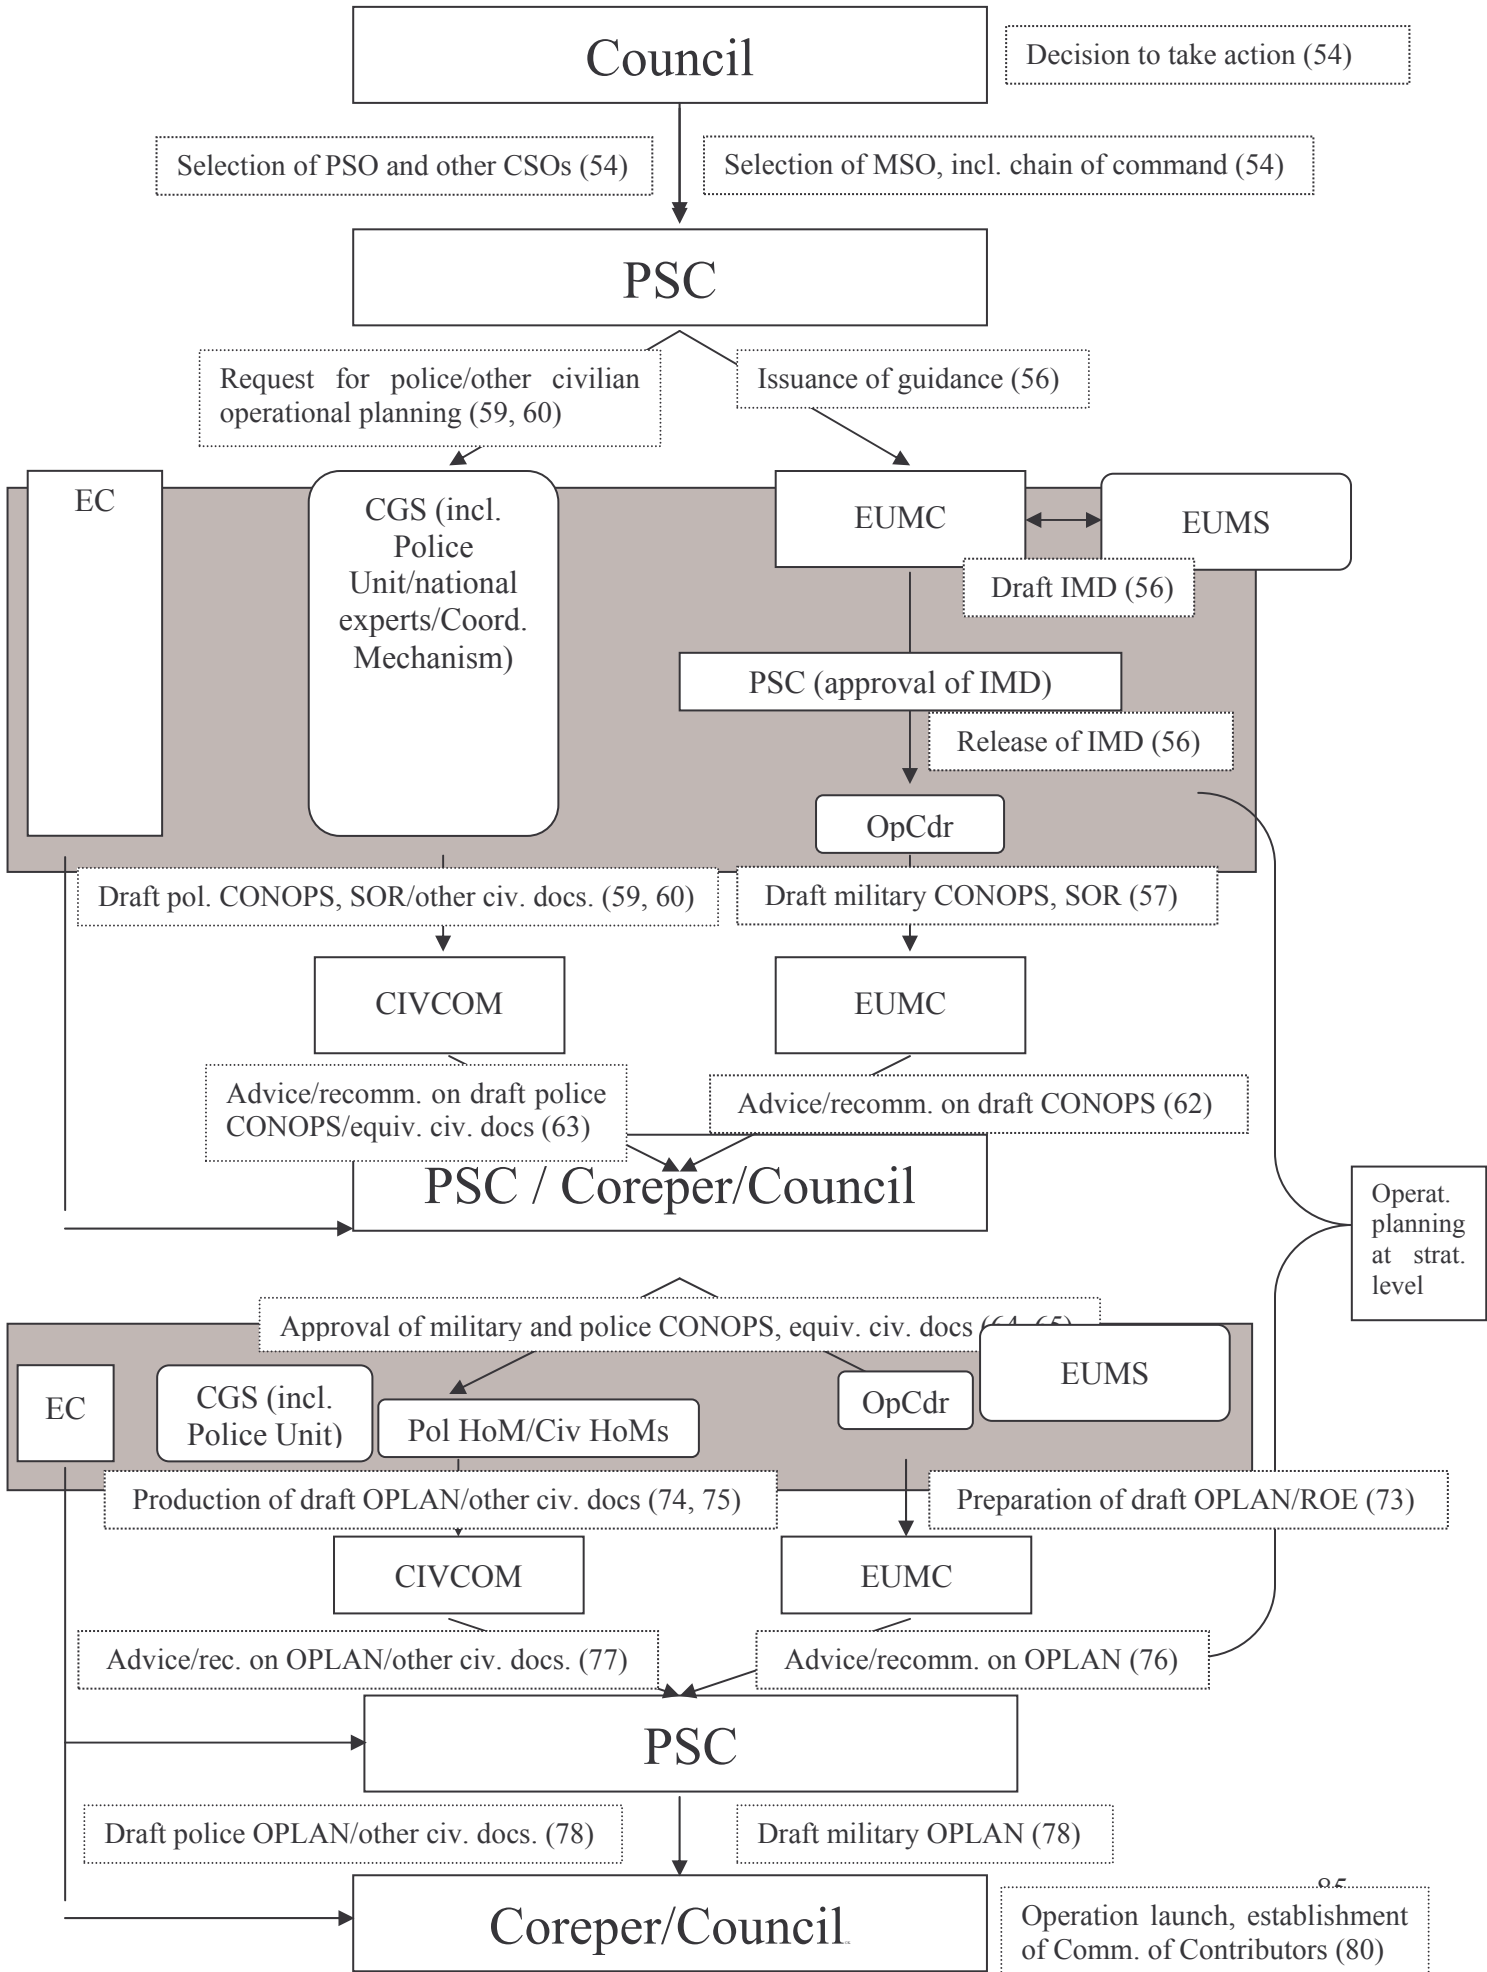 Council
Decision to take action (54)
Selection of PSO and other CSOs (54)
Selection of MSO, incl. chain of command (54)
PSC
Request for police/other civilian
operational planning (59, 60)
Issuance of guidance (56)
EC
CGS (incl.
Police
Unit/national
experts/Coord.
Mechanism)
EUMC
EUMS
Draft IMD (56)
PSC (approval of IMD)
Release of IMD (56)
OpCdr
Draft pol. CONOPS, SOR/other civ. docs. (59, 60)
Draft military CONOPS, SOR (57)
CIVCOM
EUMC
Advice/recomm. on draft police
CONOPS/equiv. civ. docs (63)
Advice/recomm. on draft CONOPS (62)
PSC / Coreper/Council
Operat.
planning
at strat.
level
Approval of military and police CONOPS, equiv. civ. docs (64, 65)
EC
CGS (incl.
Police Unit)
Pol HoM/Civ HoMs
OpCdr
EUMS
Production of draft OPLAN/other civ. docs (74, 75)
Preparation of draft OPLAN/ROE (73)
CIVCOM
EUMC
Advice/rec. on OPLAN/other civ. docs. (77)
Advice/recomm. on OPLAN (76)
PSC
Draft police OPLAN/other civ. docs. (78)
Draft military OPLAN (78)
Coreper/Council
85
Operation launch, establishment
of Comm. of Contributors (80)